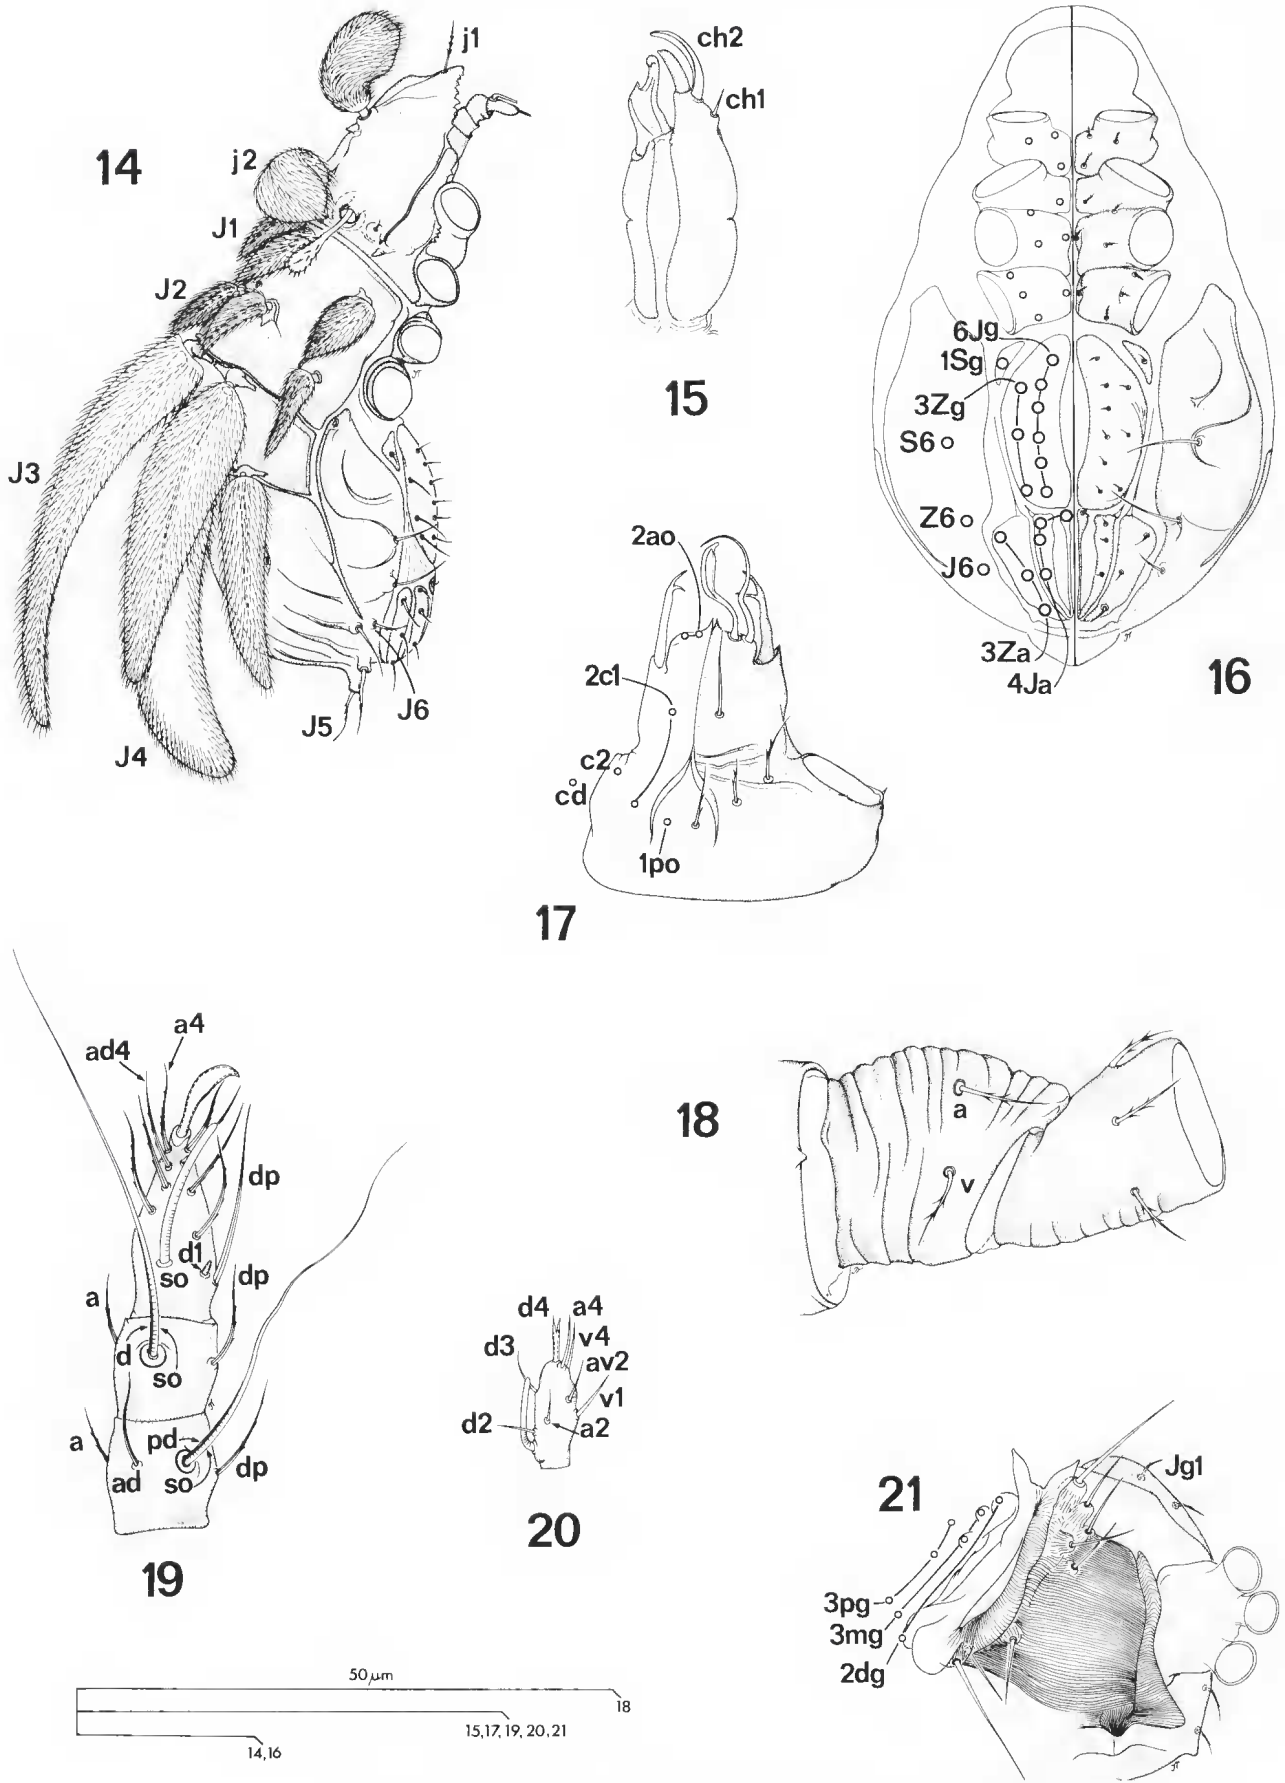 j1
14
j2
J1
J2
J3
J4
J5
J6
ch2
ch1
15
6Jg
1Sg
3Zg
S6
Z6
J6
3Za
4Ja
16
2ao
2c1
c2
cd
1po
17
a
v
18
a4
ad4
dp
d1
so
dp
a
d
so
a
pd
ad
so
dp
19
d4 a4
d3 v4
av2
v1
d2 a2
20
21
Jg1
3pg
3mg
2dg
50 µm
18
15,17,19,20,21
14,16